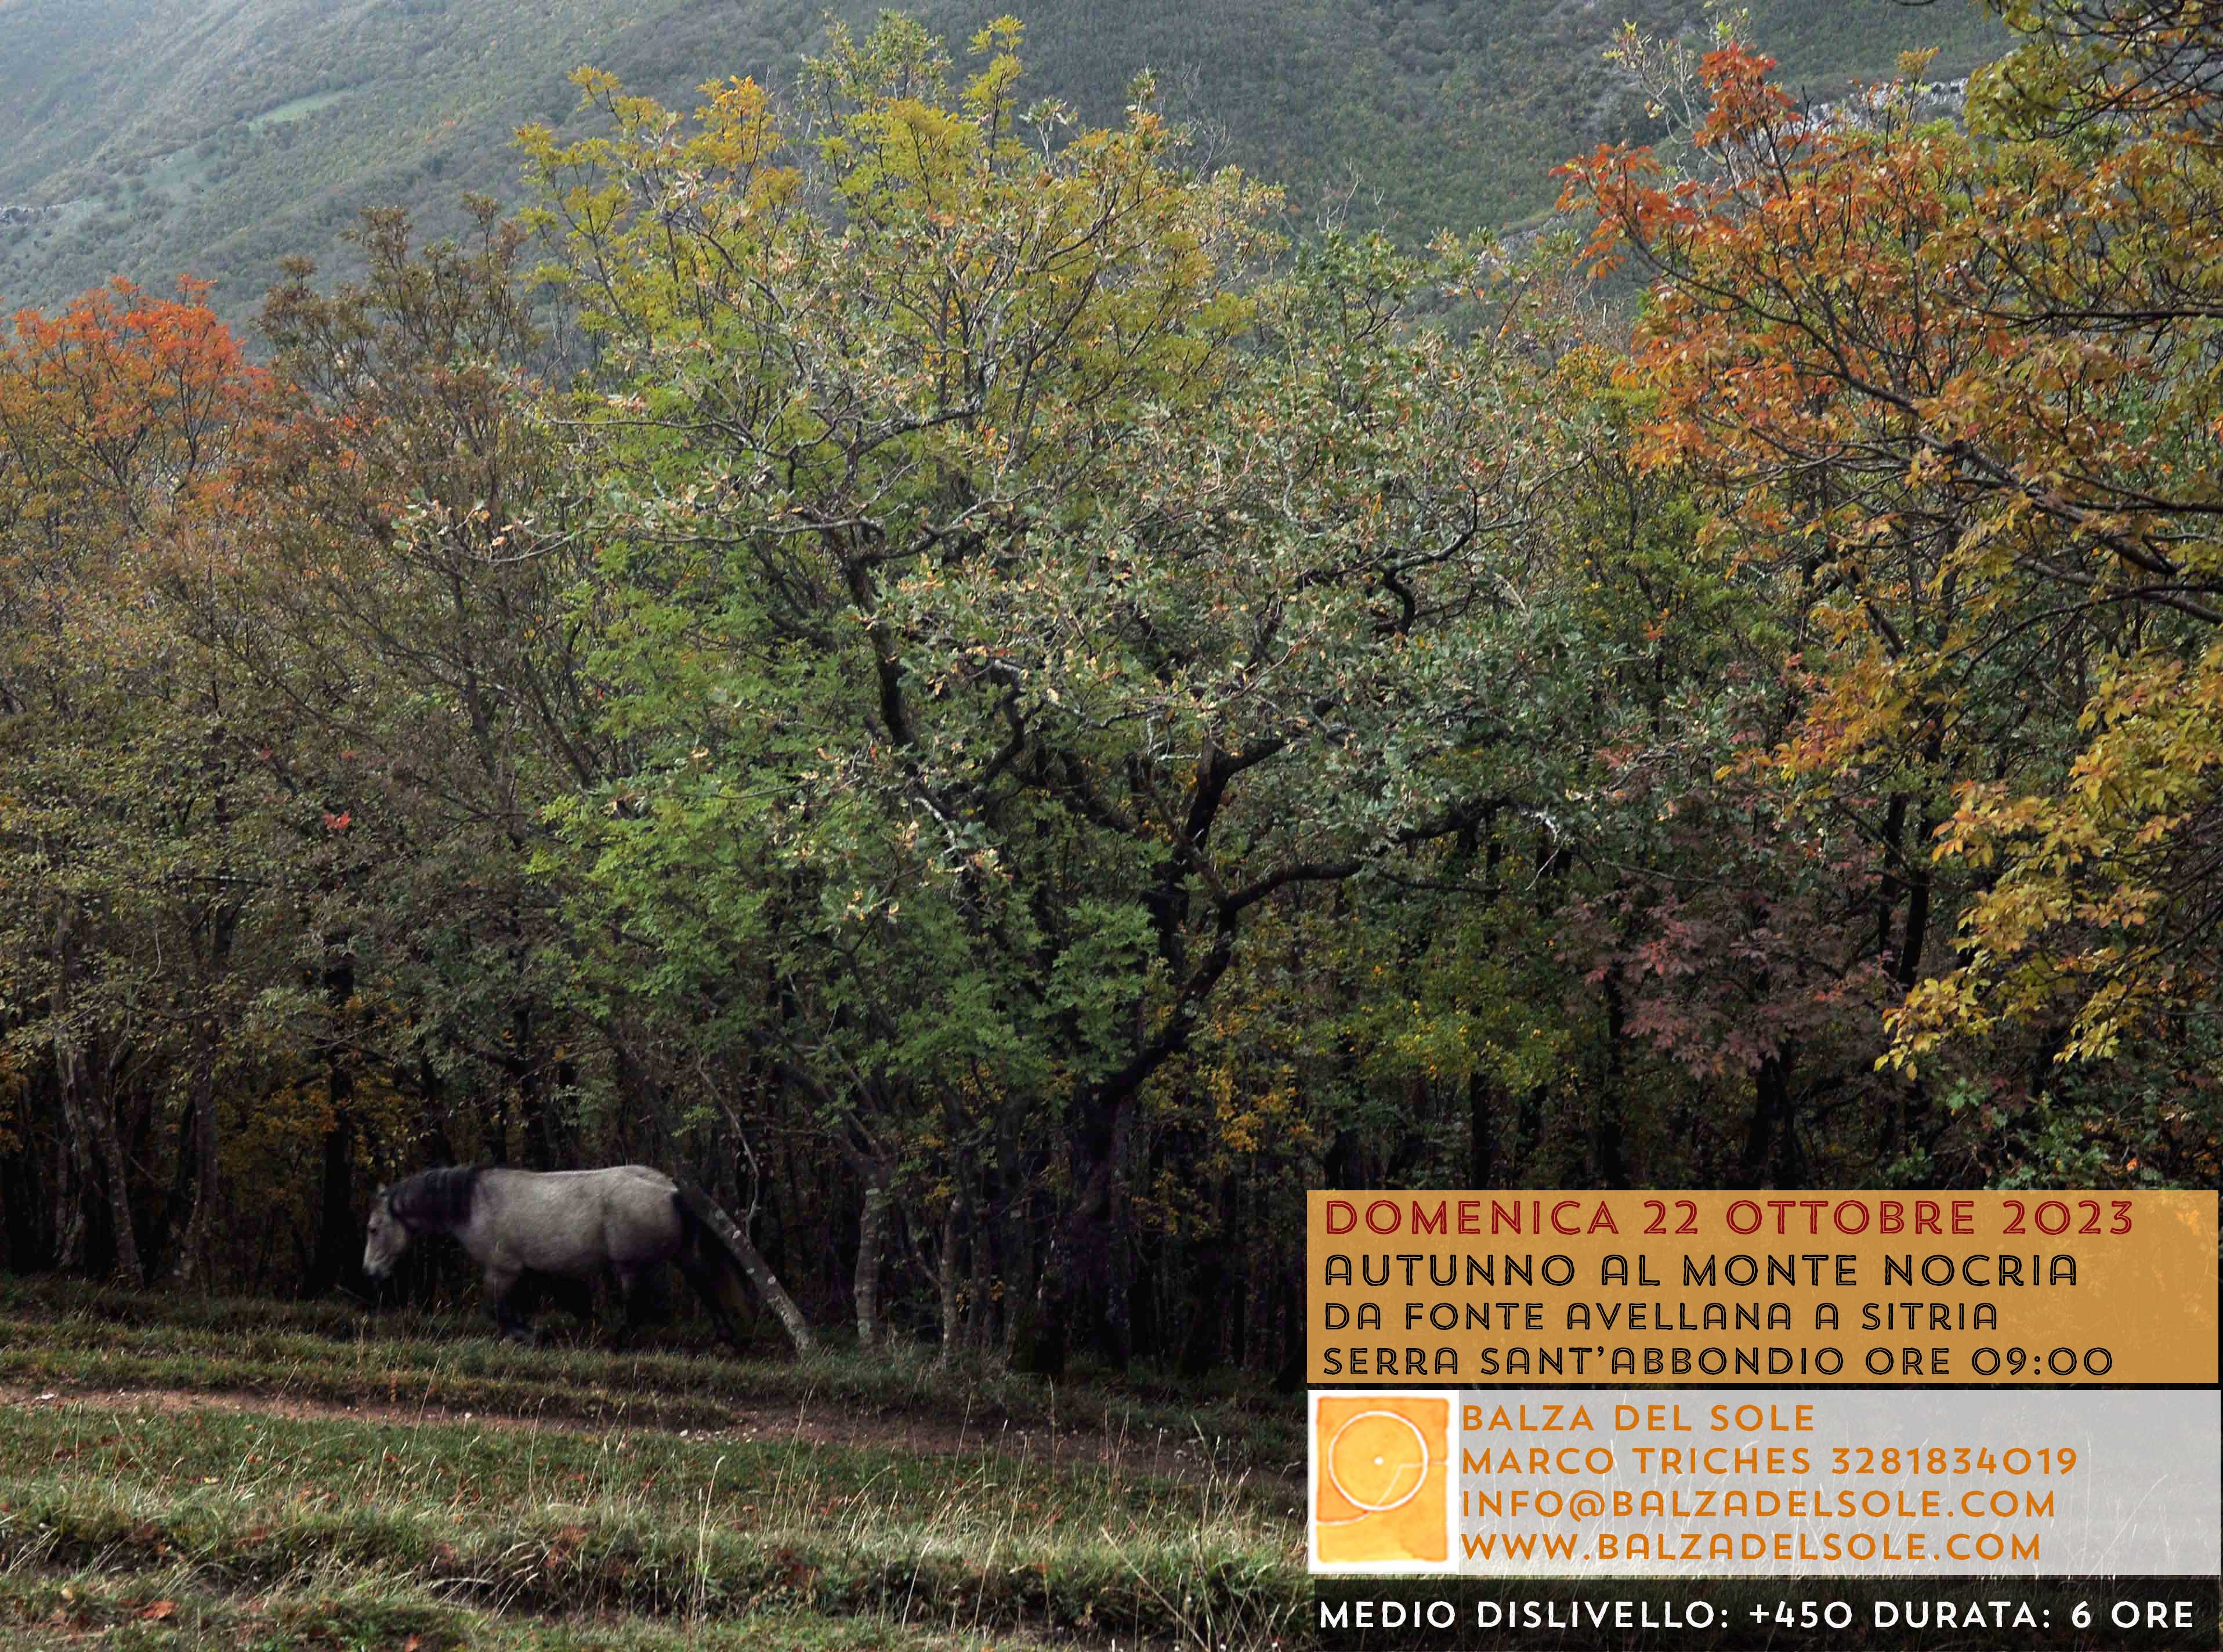 DOMENICA 22 OTTOBRE 2023
AUTUNNO AL MONTE NOCRIA
DA FONTE AVELLANA A SITRIA
SERRA SANT'ABBONDIO ORE 09:00
BALZA DEL SOLE
MARCO TRICHES 3281834019
INFO@BALZADELSOLE.COM
WWW.BALZADELSOLE.COM
MEDIO DISLIVELLO: +450 DURATA: 6 ORE